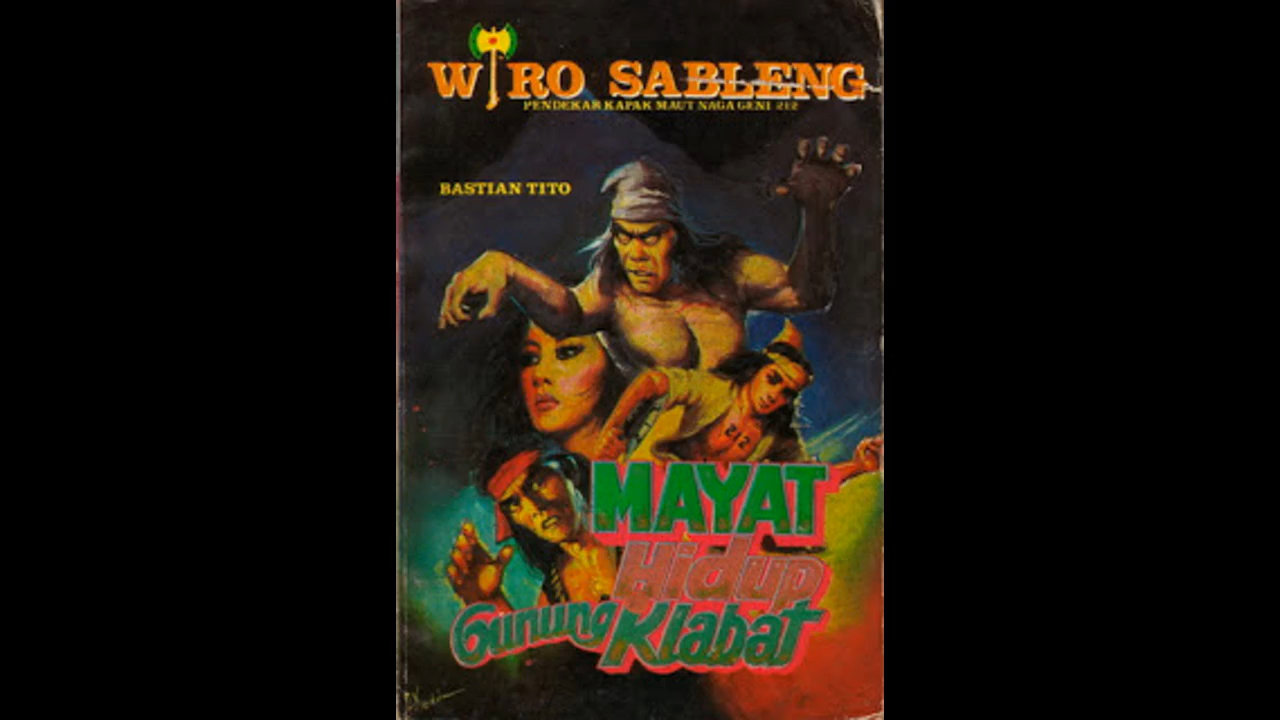 WIRO SABLENG
PENDEKAR KAPAK MAUT NAGA GENI 212
BASTIAN TITO
212
MAYAT
Hidup
Gunung Klabat